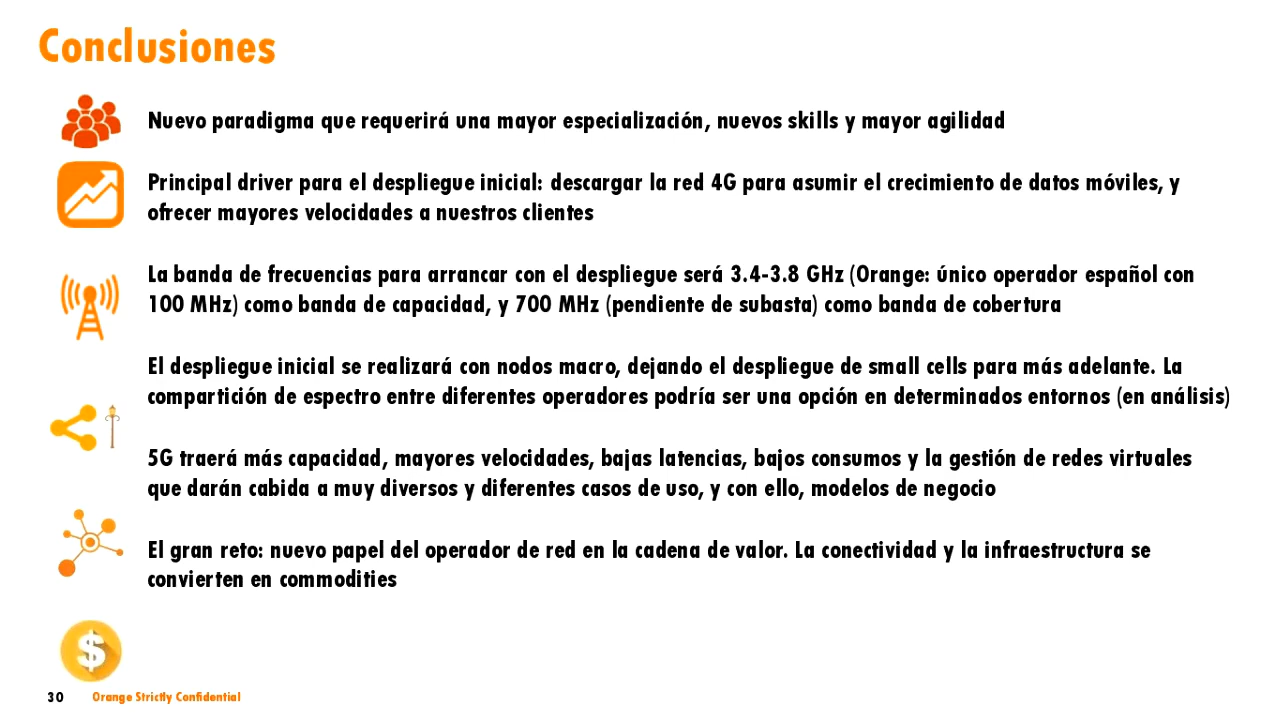 Conclusiones
Nuevo paradigma que requerirá una mayor especialización, nuevos skills y mayor agilidad
Principal driver para el despliegue inicial: descargar la red 4G para asumir el crecimiento de datos móviles, y
ofrecer mayores velocidades a nuestros clientes
La banda de frecuencias para arrancar con el despliegue será 3.4-3.8 GHz (Orange: único operador español con
100 MHz) como banda de capacidad, y 700 MHz (pendiente de subasta) como banda de cobertura
El despliegue inicial se realizará con nodos macro, dejando el despliegue de small cells para más adelante. La
compartición de espectro entre diferentes operadores podría ser una opción en determinados entornos (en análisis)
5G traerá más capacidad, mayores velocidades, bajas latencias, bajos consumos y la gestión de redes virtuales
que darán cabida a muy diversos y diferentes casos de uso, y con ello, modelos de negocio
El gran reto: nuevo papel del operador de red en la cadena de valor. La conectividad y la infraestructura se
convierten en commodities
$
30 Orange Strictly Confidential